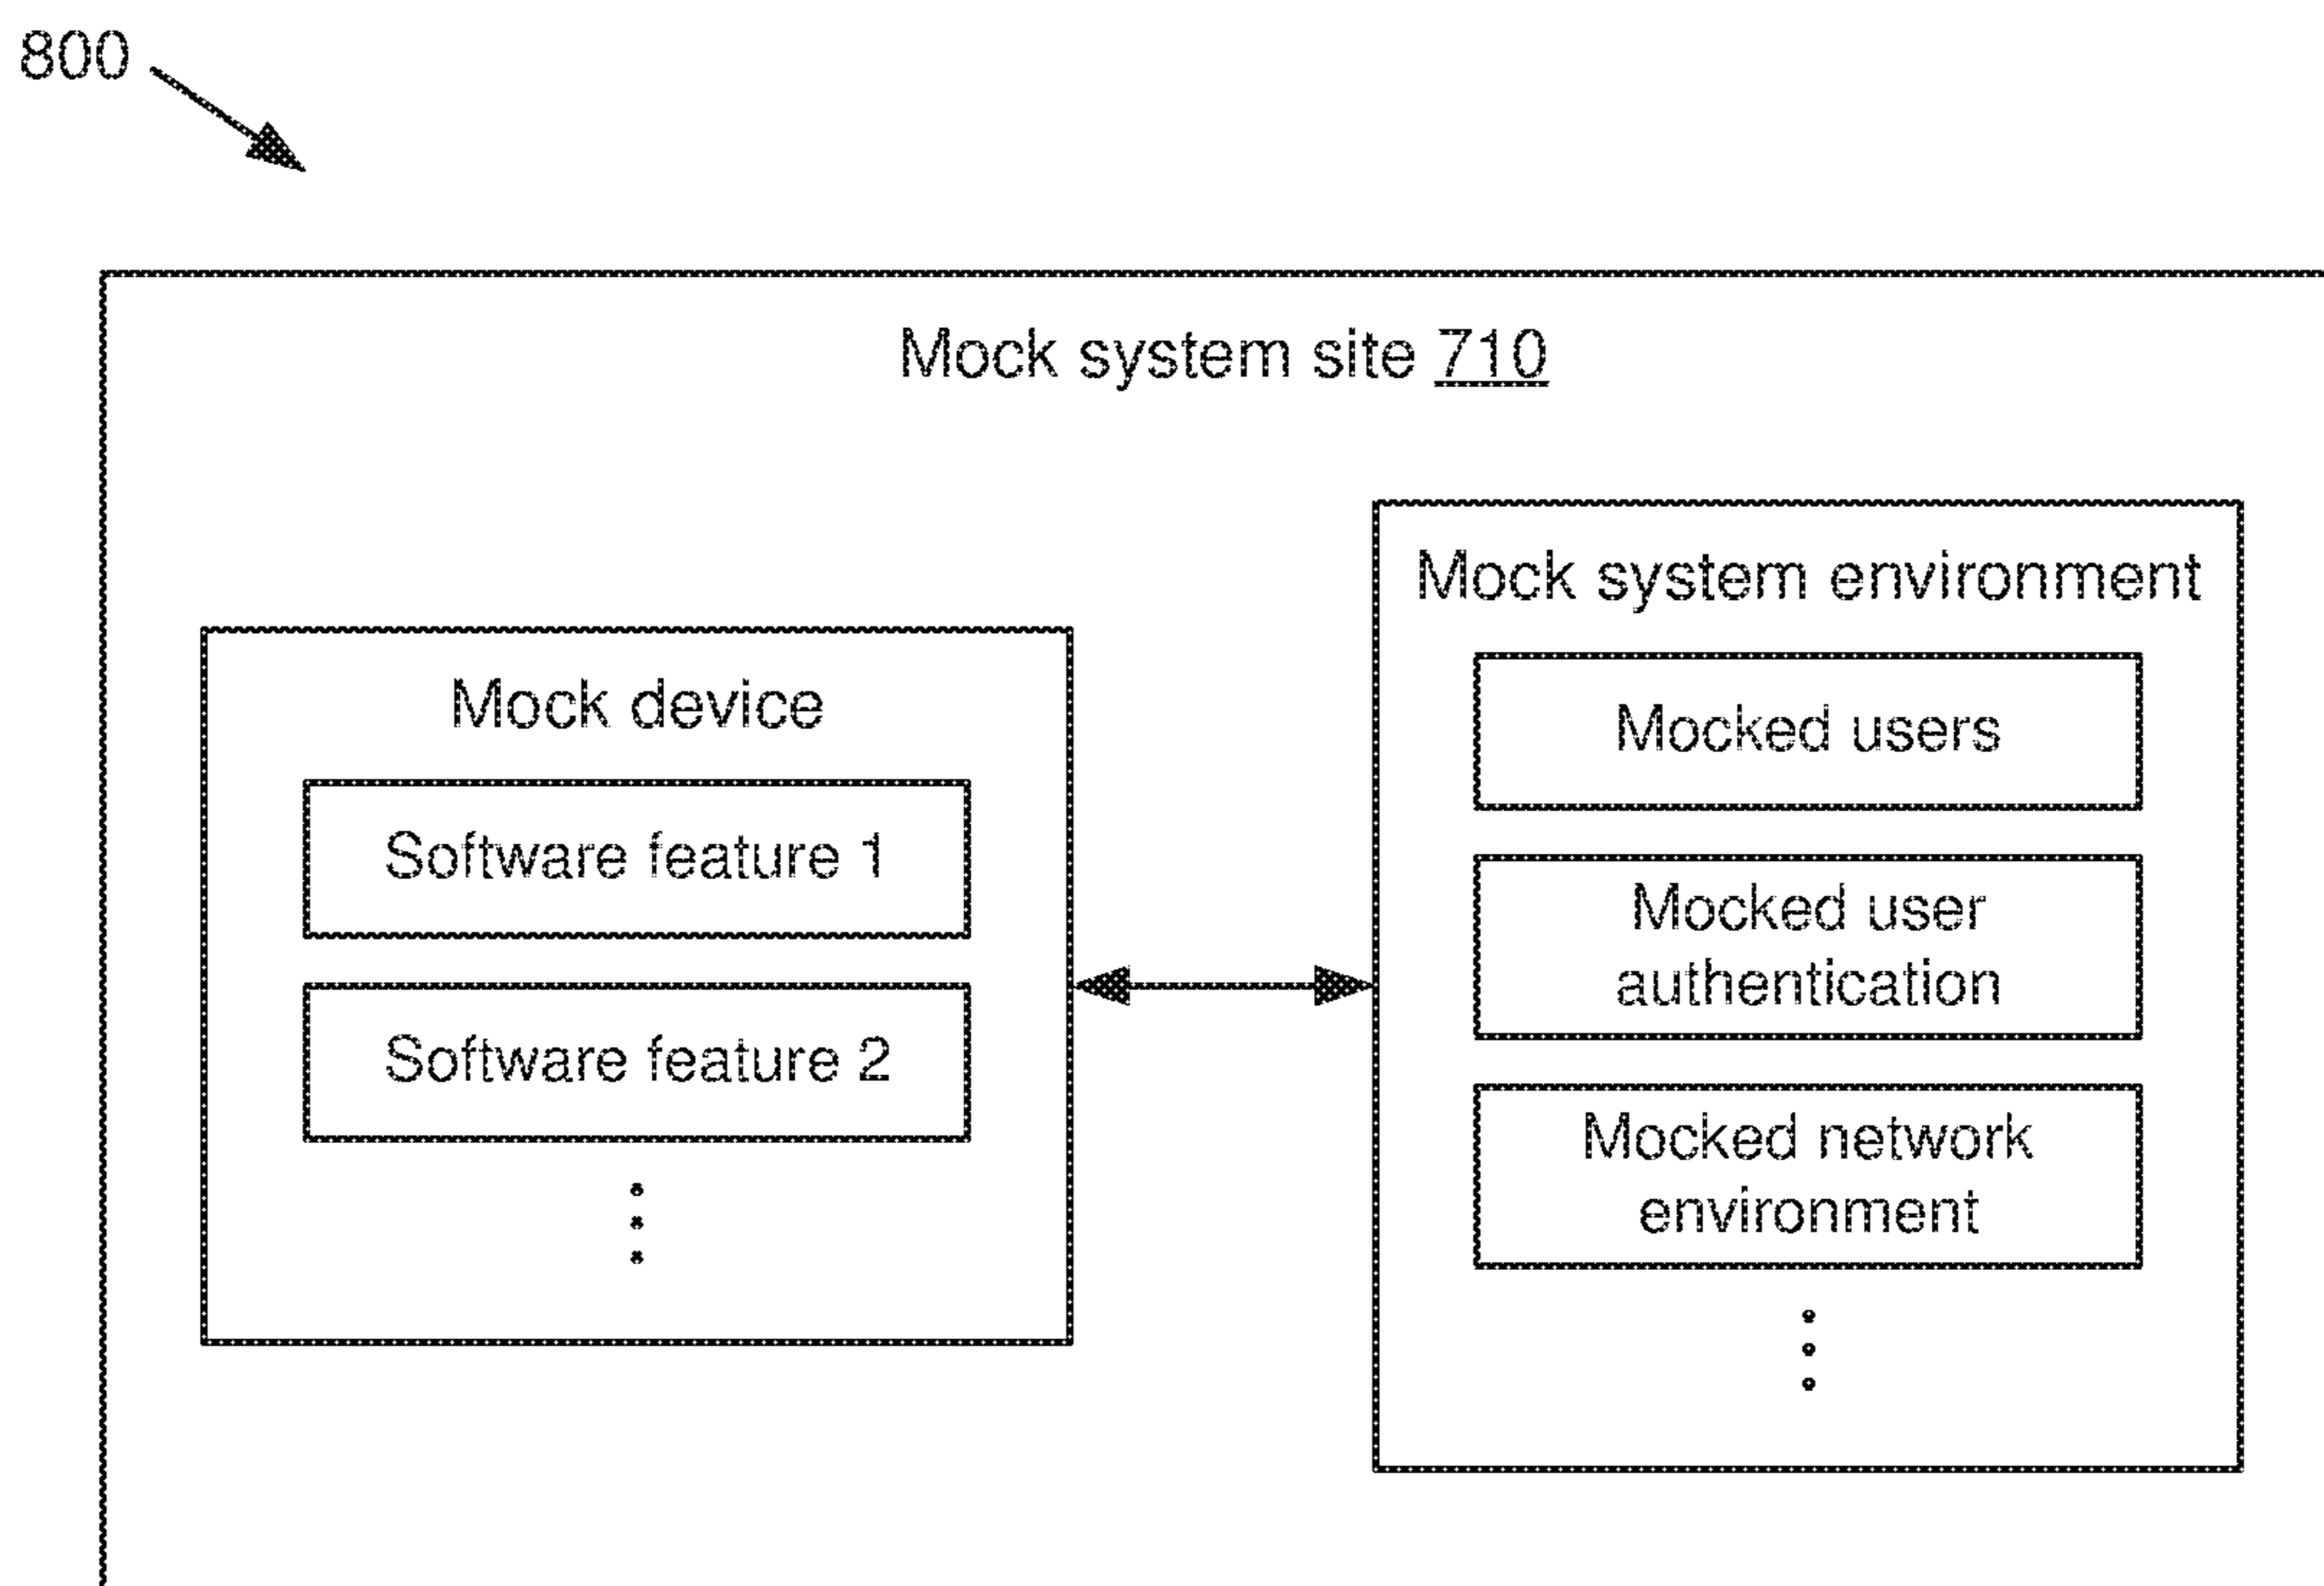 800
Mock system site 710
Mock device
Software feature 1
Software feature 2
Mock system environment
Mocked users
Mocked user
authentication
Mocked network
environment